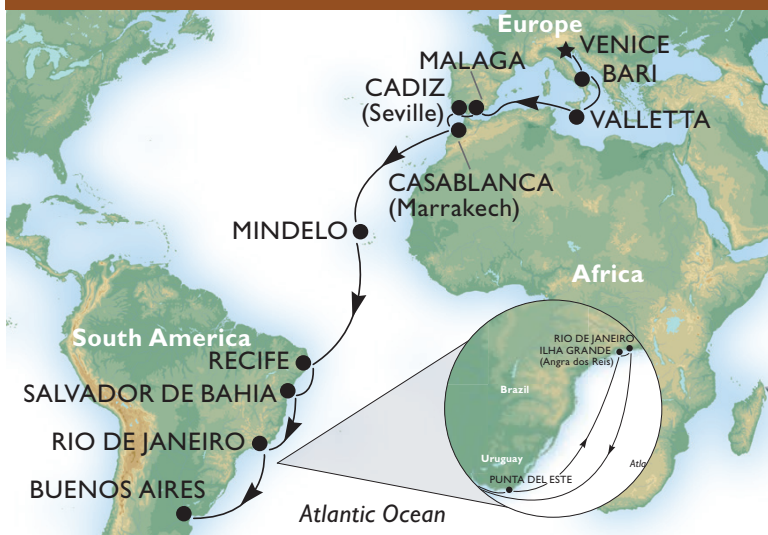 Europe
VENICE
MALAGA
BARI
CADIZ
(Seville)
VALLETTA
CASABLANCA
(Marrakech)
MINDELO
Africa
South America
RECIFE
SALVADOR DE BAHIA
RIO DE JANEIRO
BUENOS AIRES
Atlantic Ocean
RIO DE JANEIRO
ILHA GRANDE
(Angra dos Reis)
Brazil
Uruguay
Atla
PUNTA DEL ESTE